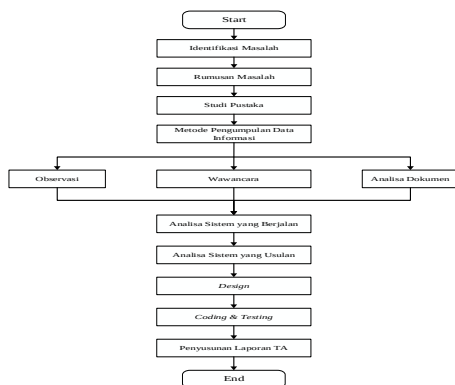 Start
Identifikasi Masalah
Rumusan Masalah
Studi Pustaka
Metode Pengumpulan Data
Informasi
Observasi
Wawancara
Analisa Dokumen
Analisa Sistem yang Berjalan
Analisa Sistem yang Usulan
Design
Coding & Testing
Penyusunan Laporan TA
End